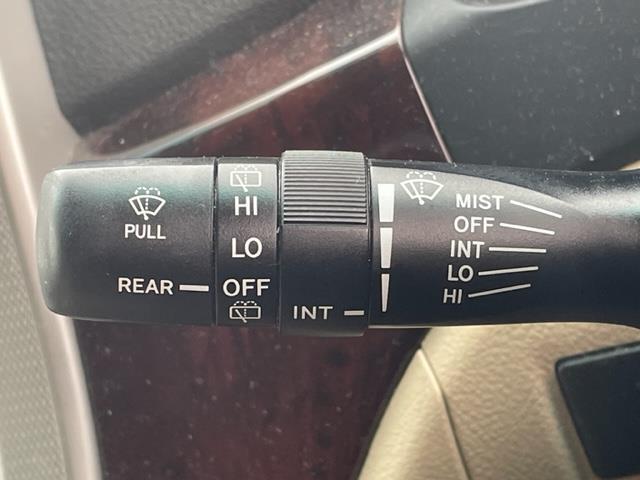 PULL
REAR
HI
LO
OFF
INT
MIST
OFF
INT
LO
HI